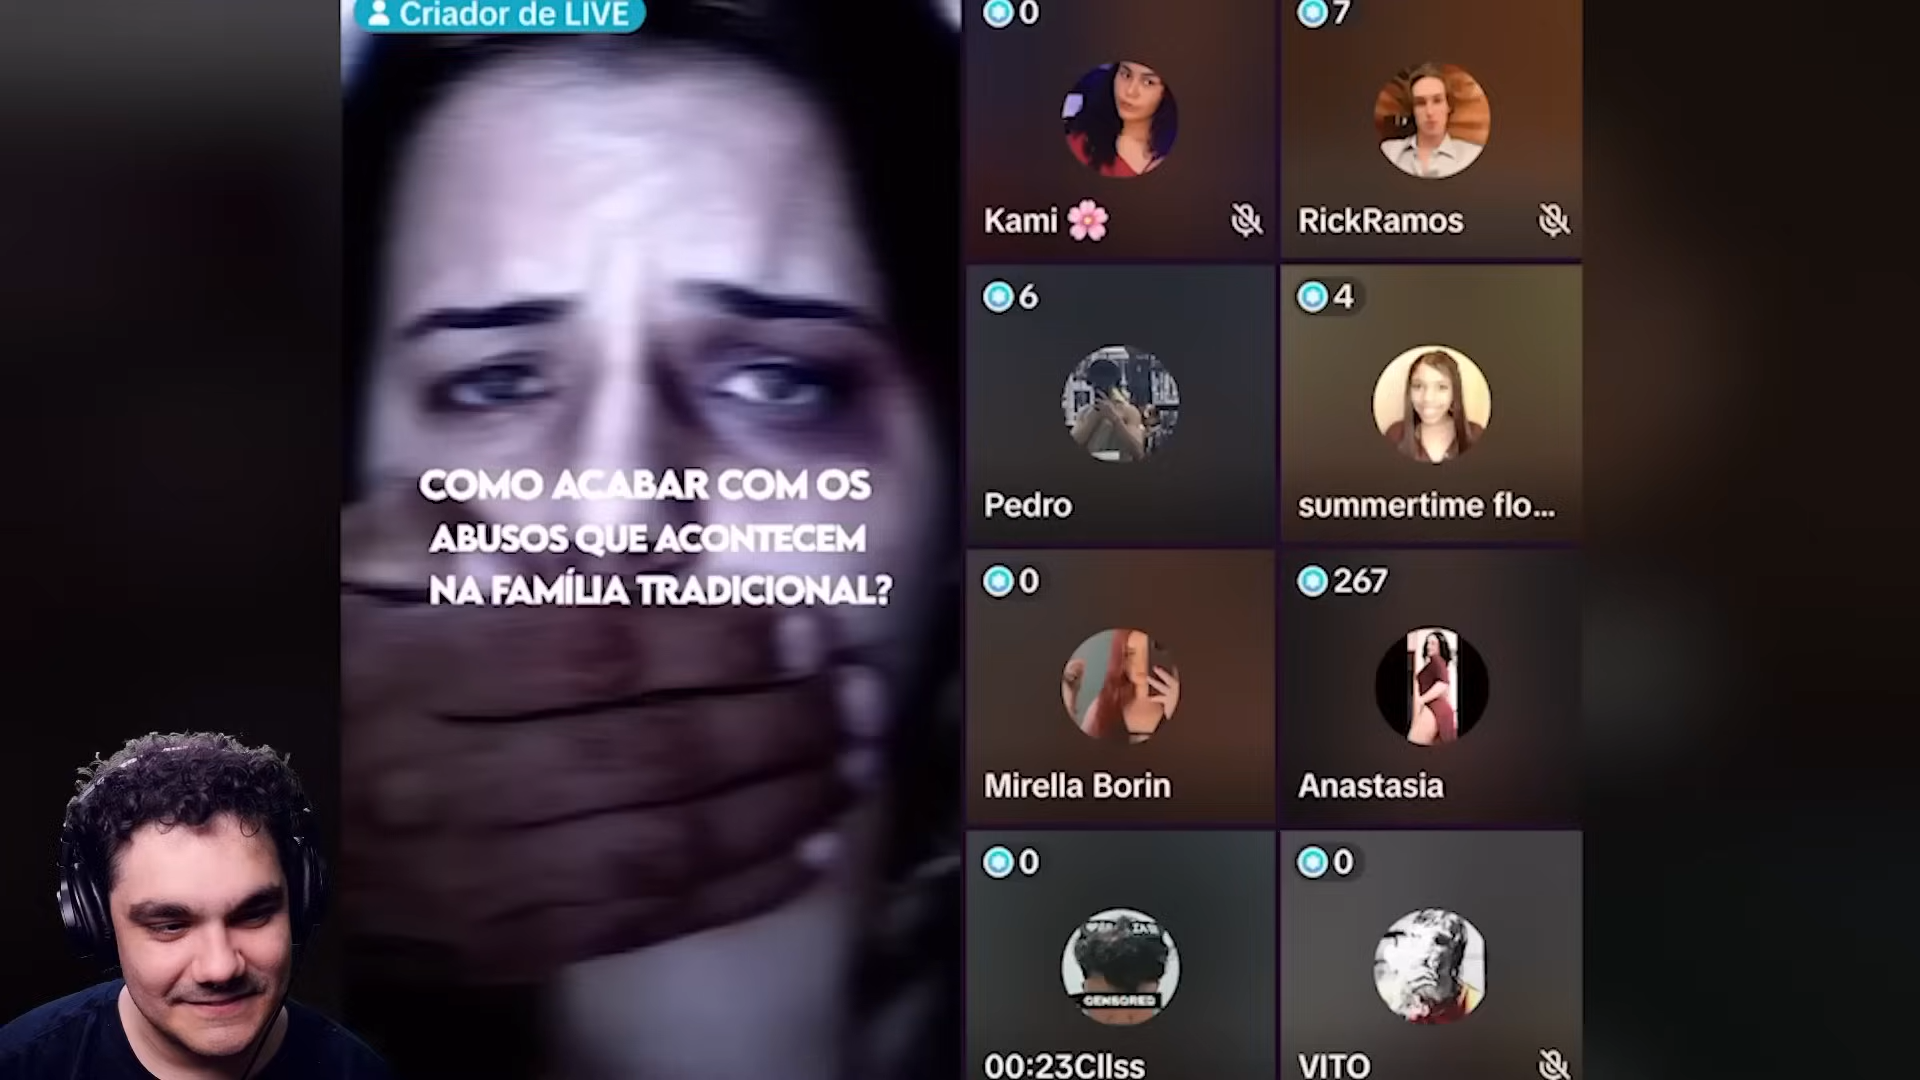 Criador de LIVE
0
7
Kami 🌸
RickRamos
6
4
Pedro
summertime flo...
COMO ACABAR COM OS
ABUSOS QUE ACONTECEM
NA FAMÍLIA TRADICIONAL?
0
267
Mirella Borin
Anastasia
0
0
CENSORED
00:23Cllss
VITO